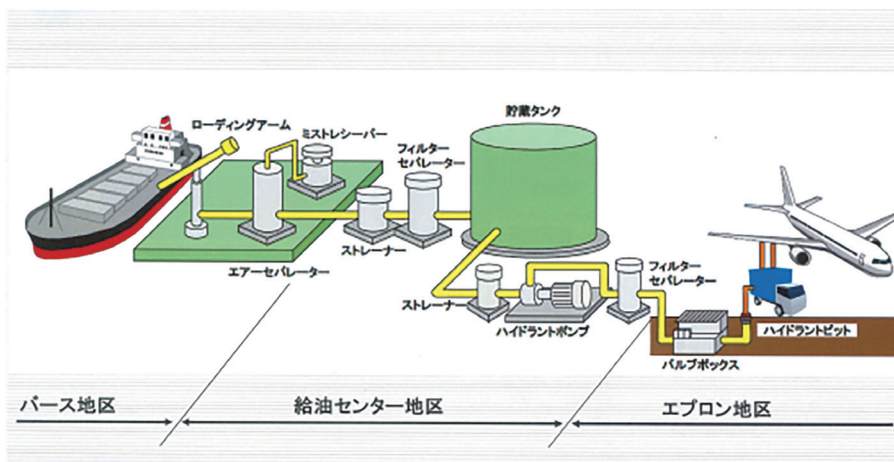 ローディングアーム
ミストレシーバー
フィルター
セパレーター
貯蔵タンク
エアーセパレーター
ストレーナー
ストレーナー
ハイドラントポンプ
フィルター
セパレーター
ハイドラントピット
バルブボックス
バース地区
給油センター地区
エプロン地区